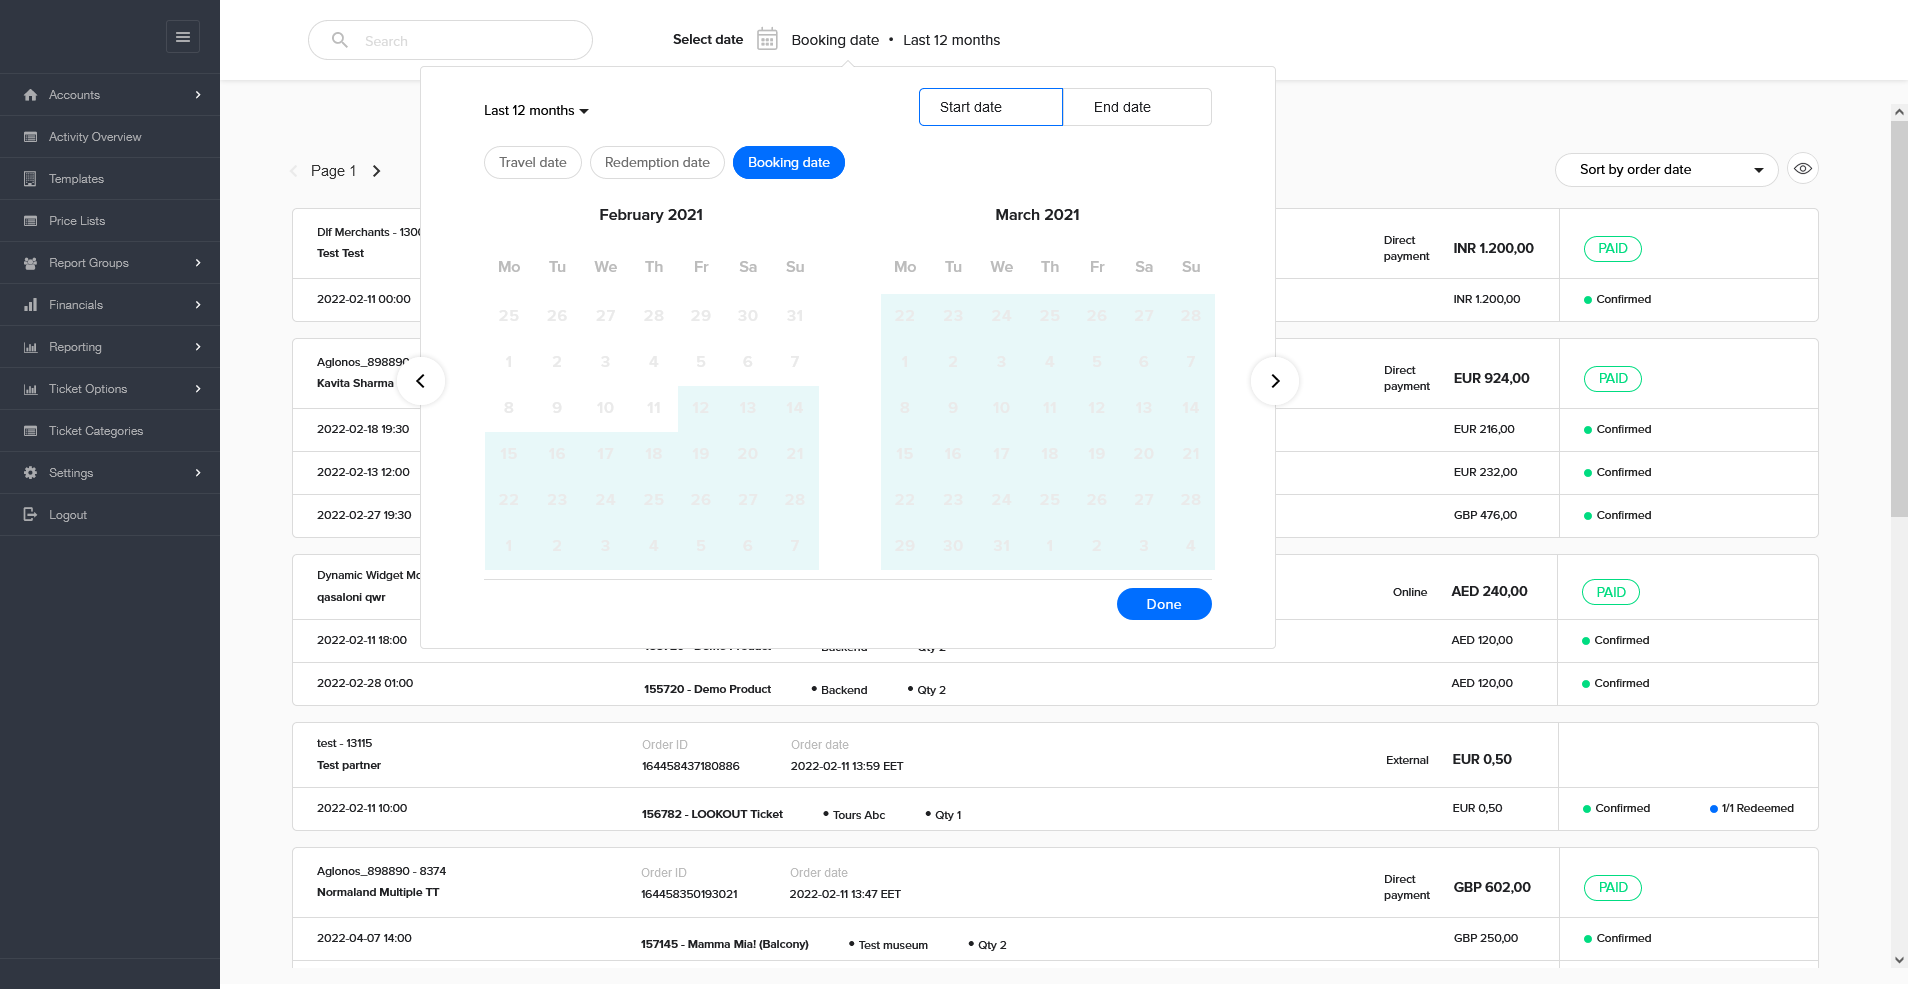 Search
Select date Booking date • Last 12 months
Accounts
Activity Overview
Templates
Price Lists
Report Groups
Financials
Reporting
Ticket Options
Ticket Categories
Settings
Logout
Last 12 months
Start date End date
Travel date Redemption date Booking date
February 2021
Mo Tu We Th Fr Sa Su
25 26 27 28 29 30 31
1 2 3 4 5 6 7
8 9 10 11 12 13 14
15 16 17 18 19 20 21
22 23 24 25 26 27 28
1 2 3 4 5 6 7
March 2021
Mo Tu We Th Fr Sa Su
22 23 24 25 26 27 28
1 2 3 4 5 6 7
8 9 10 11 12 13 14
15 16 17 18 19 20 21
22 23 24 25 26 27 28
29 30 31 1 2 3 4
Done
Page 1
Sort by order date
Dlf Merchants - 1300
Test Test
Direct
payment
INR 1.200,00
PAID
2022-02-11 00:00
INR 1.200,00
Confirmed
Aglonos_898890
Kavita Sharma
Direct
payment
EUR 924,00
PAID
2022-02-18 19:30
EUR 216,00
Confirmed
2022-02-13 12:00
EUR 232,00
Confirmed
2022-02-27 19:30
GBP 476,00
Confirmed
Dynamic Widget Mo
qasaloni qwr
Online
AED 240,00
PAID
2022-02-11 18:00
155720 - Demo Product Backend Qty 2
AED 120,00
Confirmed
2022-02-28 01:00
155720 - Demo Product • Backend • Qty 2
AED 120,00
Confirmed
test - 13115
Test partner
Order ID
164458437180886
Order date
2022-02-11 13:59 EET
External
EUR 0,50
2022-02-11 10:00
156782 - LOOKOUT Ticket • Tours Abc • Qty 1
EUR 0,50
Confirmed
1/1 Redeemed
Aglonos_898890 - 8374
Normaland Multiple TT
Order ID
164458350193021
Order date
2022-02-11 13:47 EET
Direct
payment
GBP 602,00
PAID
2022-04-07 14:00
157145 - Mamma Mia! (Balcony) • Test museum • Qty 2
GBP 250,00
Confirmed